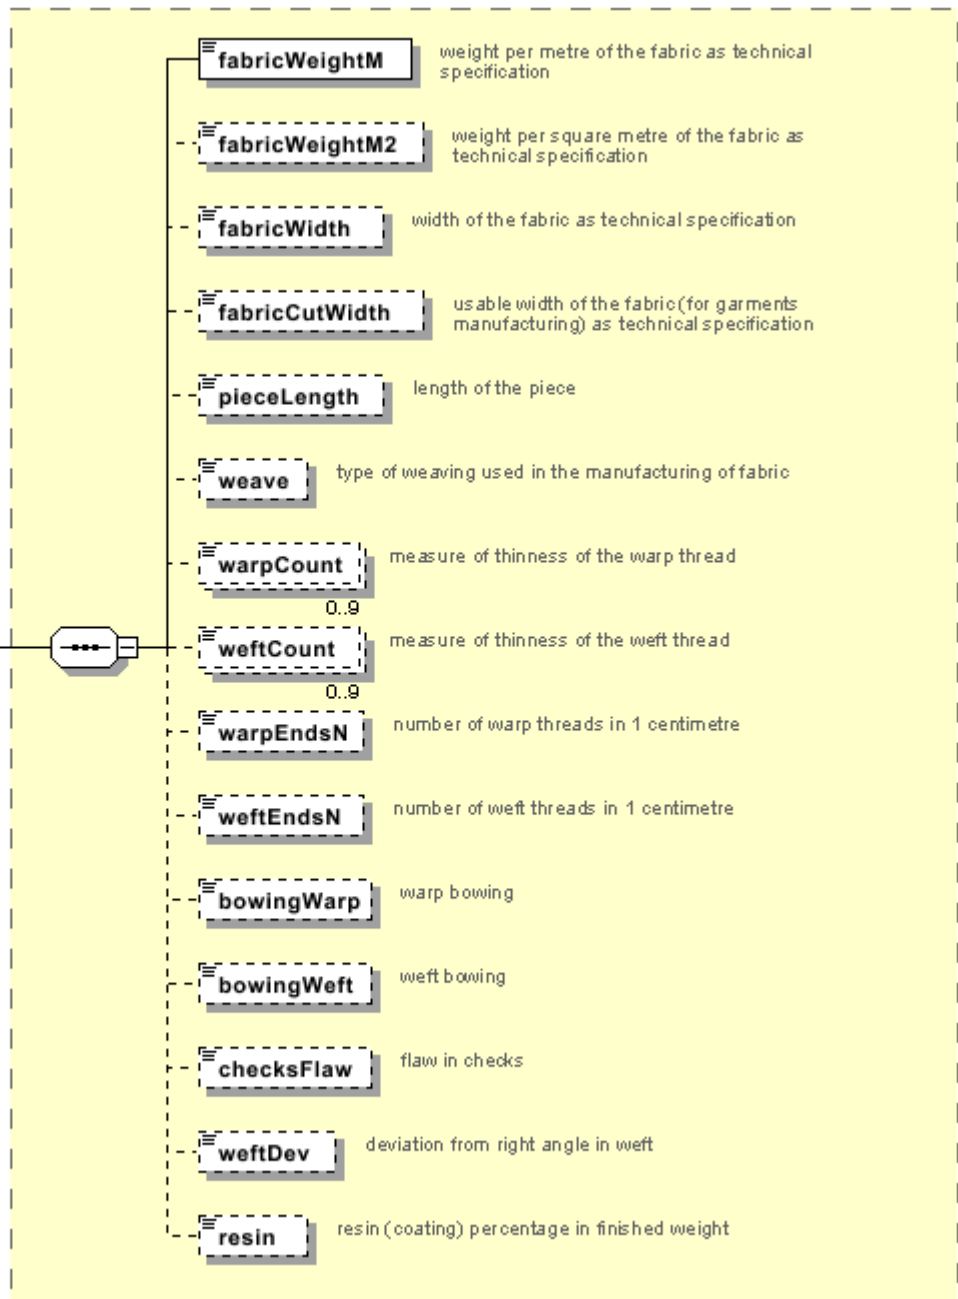 fabricWeightM
weight per metre of the fabric as technical
specification
fabricWeightM2
weight per square metre of the fabric as
technical specification
fabricWidth
width of the fabric as technical specification
fabricCutWidth
usable width of the fabric (for garments
manufacturing) as technical specification
pieceLength
length of the piece
weave
type of weaving used in the manufacturing of fabric
warpCount
measure of thinness of the warp thread
0..9
weftCount
measure of thinness of the weft thread
0..9
warpEndsN
number of warp threads in 1 centimetre
weftEndsN
number of weft threads in 1 centimetre
bowingWarp
warp bowing
bowingWeft
weft bowing
checksFlaw
flaw in checks
weftDev
deviation from right angle in weft
resin
resin (coating) percentage in finished weight